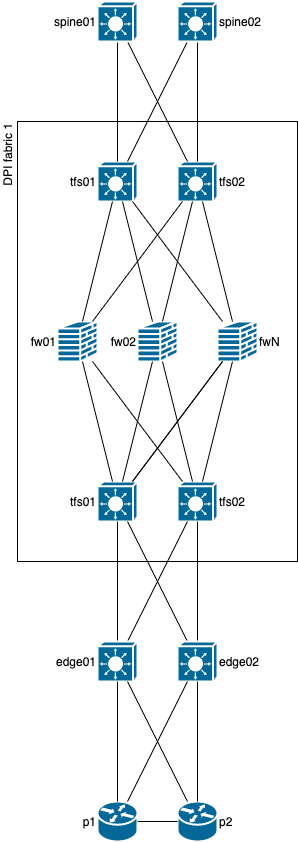 spine01
spine02
DPI fabric 1
tfs01
tfs02
fw01
fw02
fwN
tfs01
tfs02
edge01
edge02
p1
p2